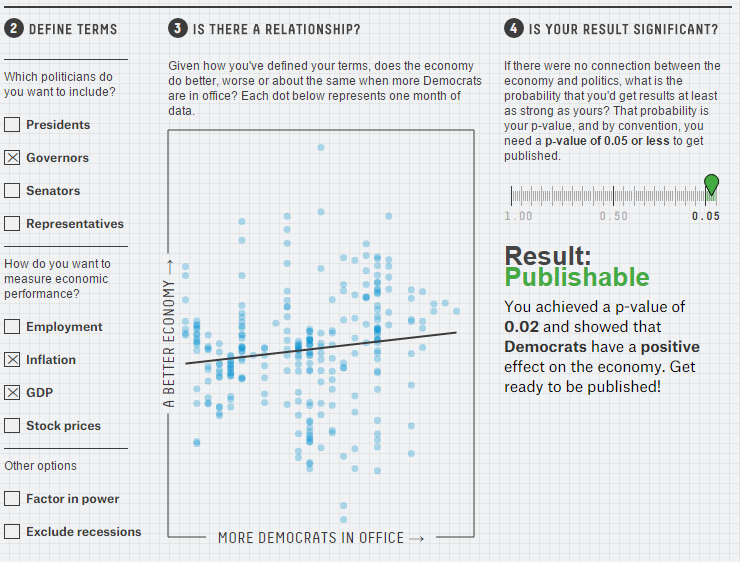 2 DEFINE TERMS
Which politicians do
you want to include?
Presidents
Governors
Senators
Representatives
How do you want to
measure economic
performance?
Employment
Inflation
GDP
Stock prices
Other options
Factor in power
Exclude recessions
3 IS THERE A RELATIONSHIP?
Given how you've defined your terms, does the economy
do better, worse or about the same when more Democrats
are in office? Each dot below represents one month of
data.
A BETTER ECONOMY →
MORE DEMOCRATS IN OFFICE →
4 IS YOUR RESULT SIGNIFICANT?
If there were no connection between the
economy and politics, what is the
probability that you'd get results at least
as strong as yours? That probability is
your p-value, and by convention, you
need a p-value of 0.05 or less to get
published.
1.00 0.50 0.05
Result:
Publishable
You achieved a p-value of
0.02 and showed that
Democrats have a positive
effect on the economy. Get
ready to be published!